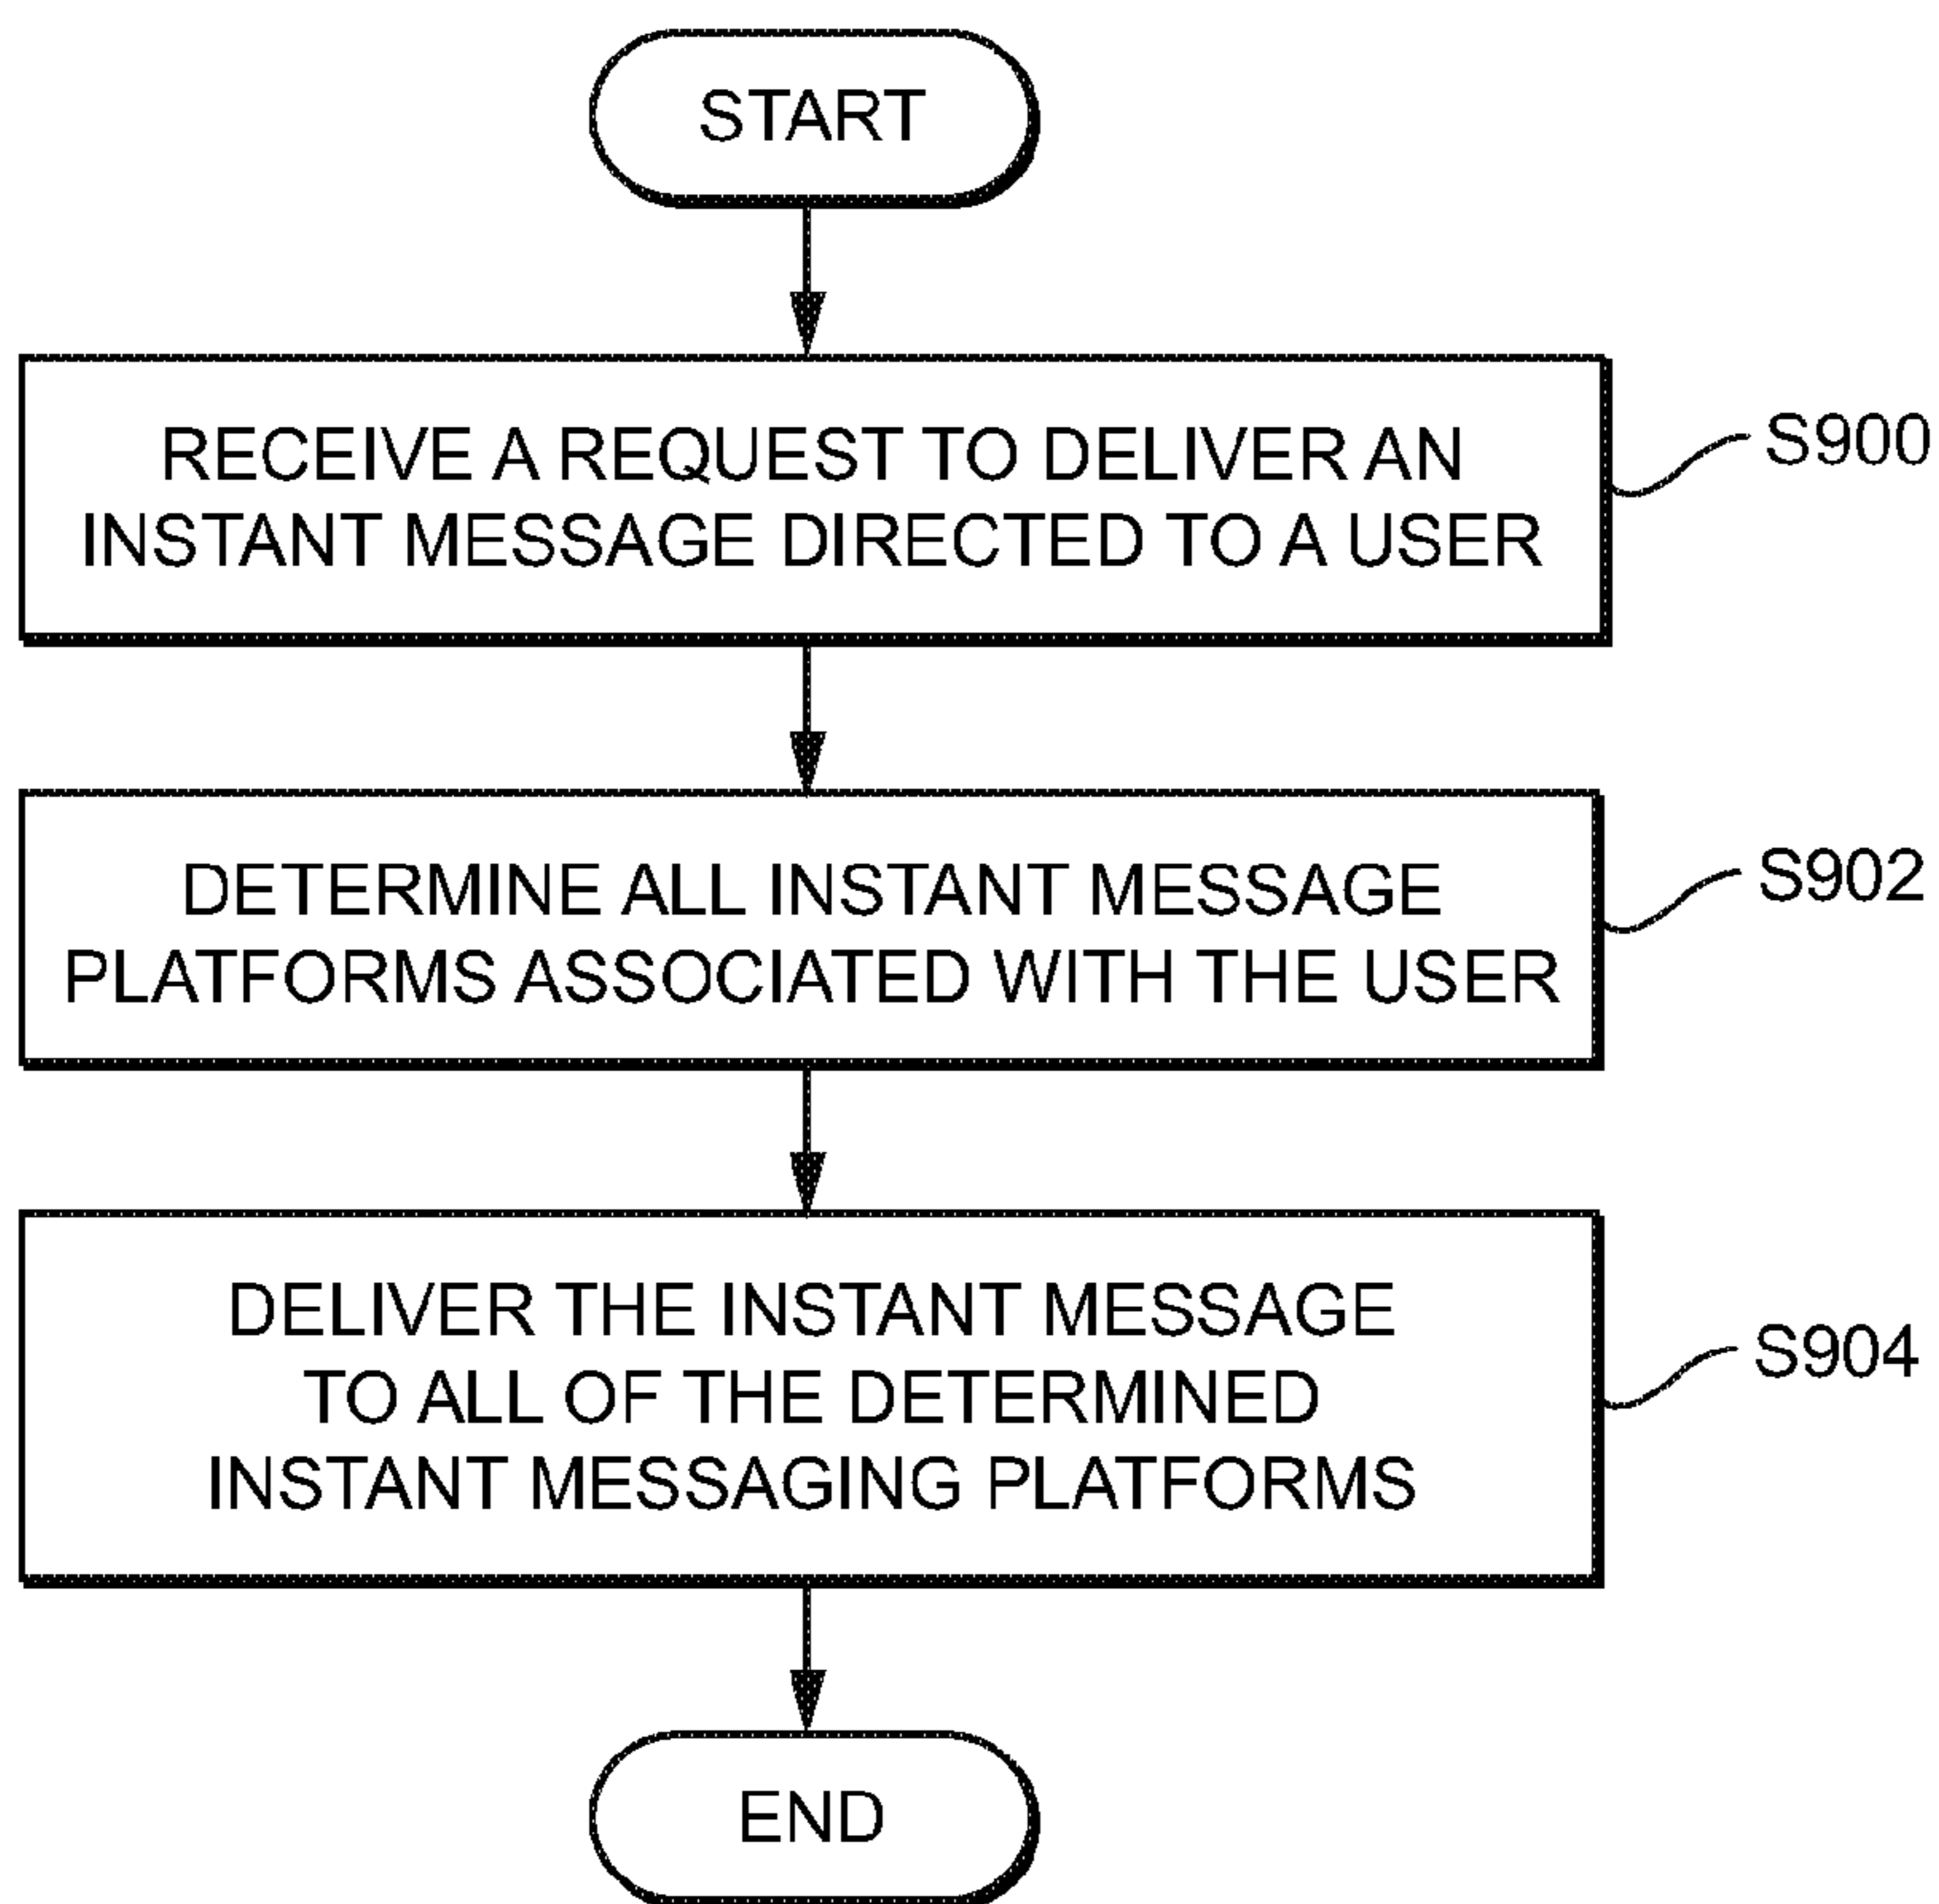 START
RECEIVE A REQUEST TO DELIVER AN
INSTANT MESSAGE DIRECTED TO A USER
S900
DETERMINE ALL INSTANT MESSAGE
PLATFORMS ASSOCIATED WITH THE USER
S902
DELIVER THE INSTANT MESSAGE
TO ALL OF THE DETERMINED
INSTANT MESSAGING PLATFORMS
S904
END